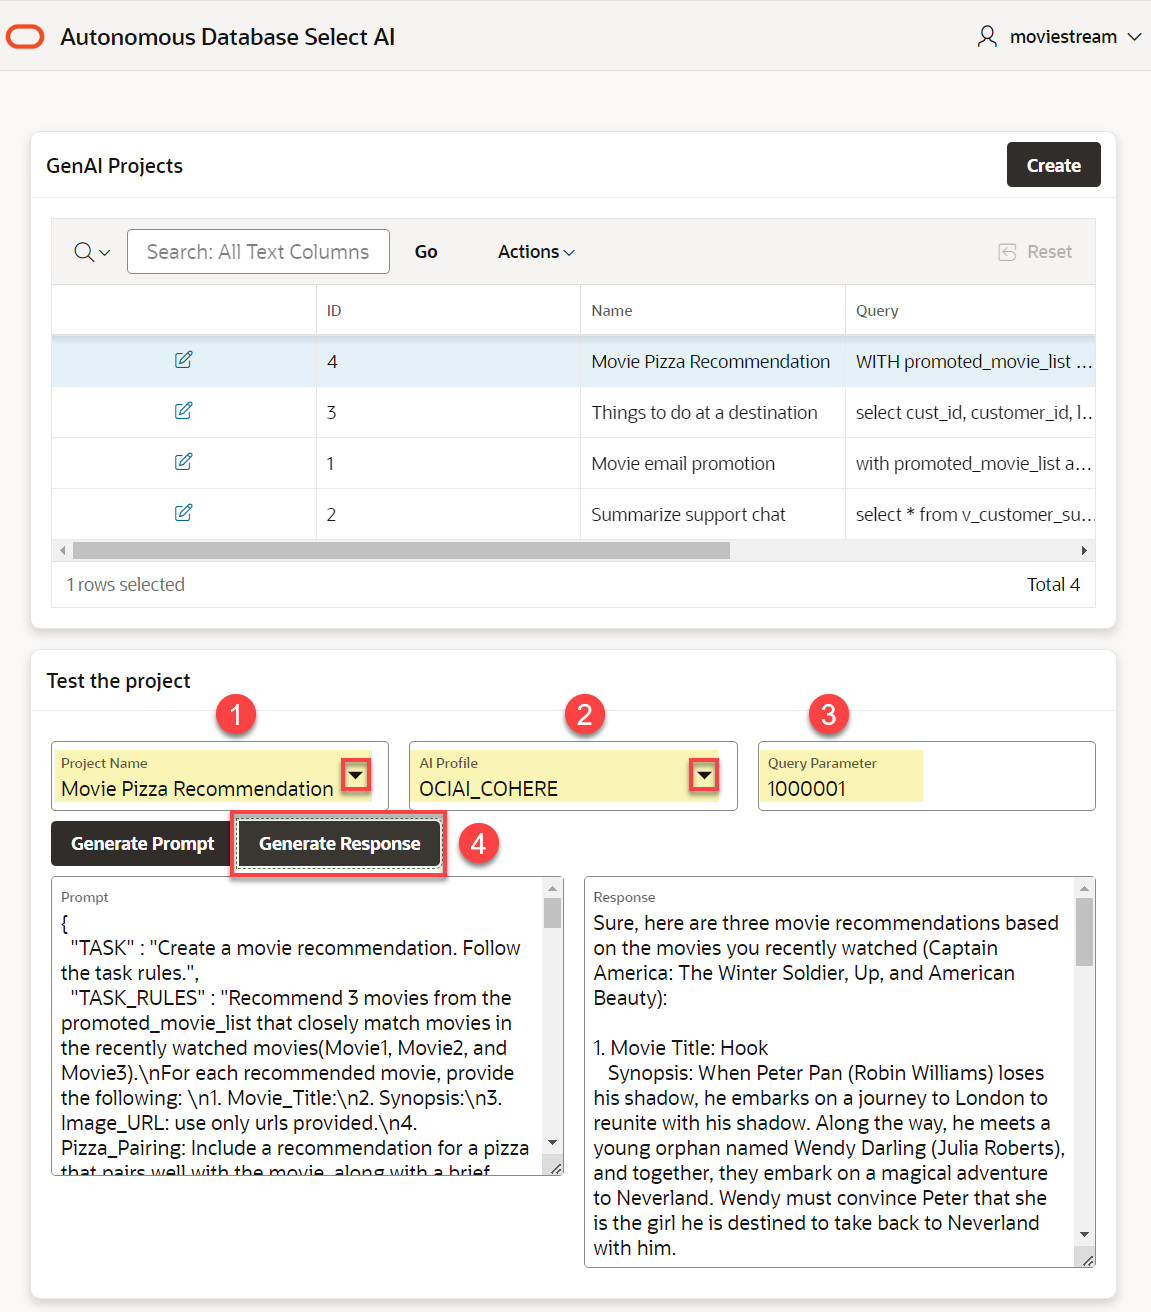 Autonomous Database Select AI
moviestream
GenAI Projects
Create
Search: All Text Columns
Go
Actions
Reset
ID
Name
Query
4
Movie Pizza Recommendation
WITH promoted_movie_list ...
3
Things to do at a destination
select cust_id, customer_id, l...
1
Movie email promotion
with promoted_movie_list a...
2
Summarize support chat
select * from v_customer_su...
1 rows selected
Total 4
Test the project
1
2
3
Project Name
Movie Pizza Recommendation
AI Profile
OCIAI_COHERE
Query Parameter
1000001
Generate Prompt
Generate Response
4
Prompt
{
"TASK" : "Create a movie recommendation. Follow
the task rules.",
"TASK_RULES" : "Recommend 3 movies from the
promoted_movie_list that closely match movies in
the recently watched movies(Movie1, Movie2, and
Movie3).\nFor each recommended movie, provide
the following: \n1. Movie_Title:\n2. Synopsis:\n3.
Image_URL: use only urls provided.\n4.
Pizza_Pairing: Include a recommendation for a pizza
that pairs well with the movie, along with a brief
Response
Sure, here are three movie recommendations based
on the movies you recently watched (Captain
America: The Winter Soldier, Up, and American
Beauty):
1. Movie Title: Hook
Synopsis: When Peter Pan (Robin Williams) loses
his shadow, he embarks on a journey to London to
reunite with his shadow. Along the way, he meets a
young orphan named Wendy Darling (Julia Roberts),
and together, they embark on a magical adventure
to Neverland. Wendy must convince Peter that she
is the girl he is destined to take back to Neverland
with him.